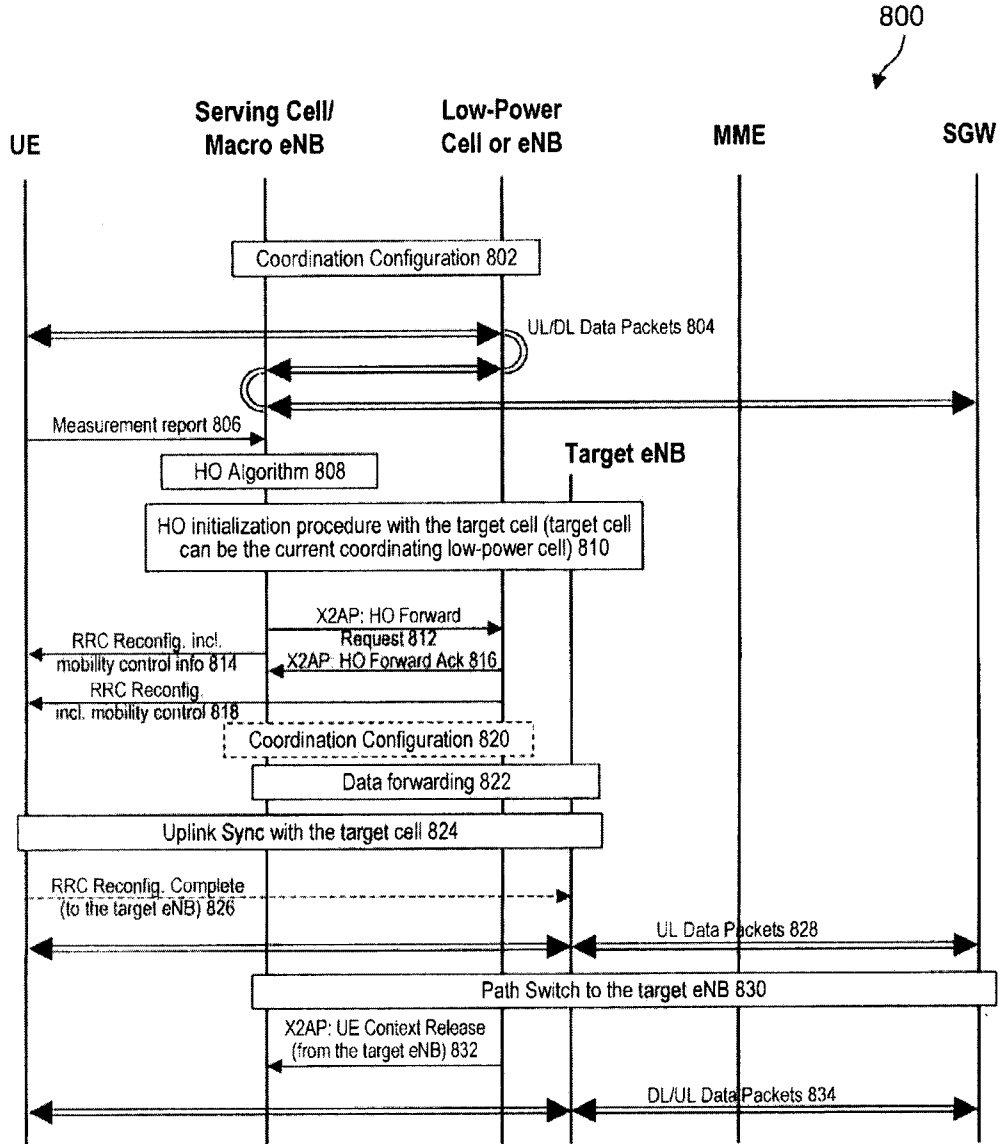 800
UE
Serving Cell/
Macro eNB
Low-Power
Cell or eNB
MME
SGW
Coordination Configuration 802
UL/DL Data Packets 804
Measurement report 806
HO Algorithm 808
Target eNB
HO initialization procedure with the target cell (target cell
can be the current coordinating low-power cell) 810
X2AP: HO Forward
Request 812
RRC Reconfig. incl.
mobility control info 814
X2AP: HO Forward Ack 816
RRC Reconfig.
incl. mobility control 818
Coordination Configuration 820
Data forwarding 822
Uplink Sync with the target cell 824
RRC Reconfig. Complete
(to the target eNB) 826
UL Data Packets 828
Path Switch to the target eNB 830
X2AP: UE Context Release
(from the target eNB) 832
DL/UL Data Packets 834